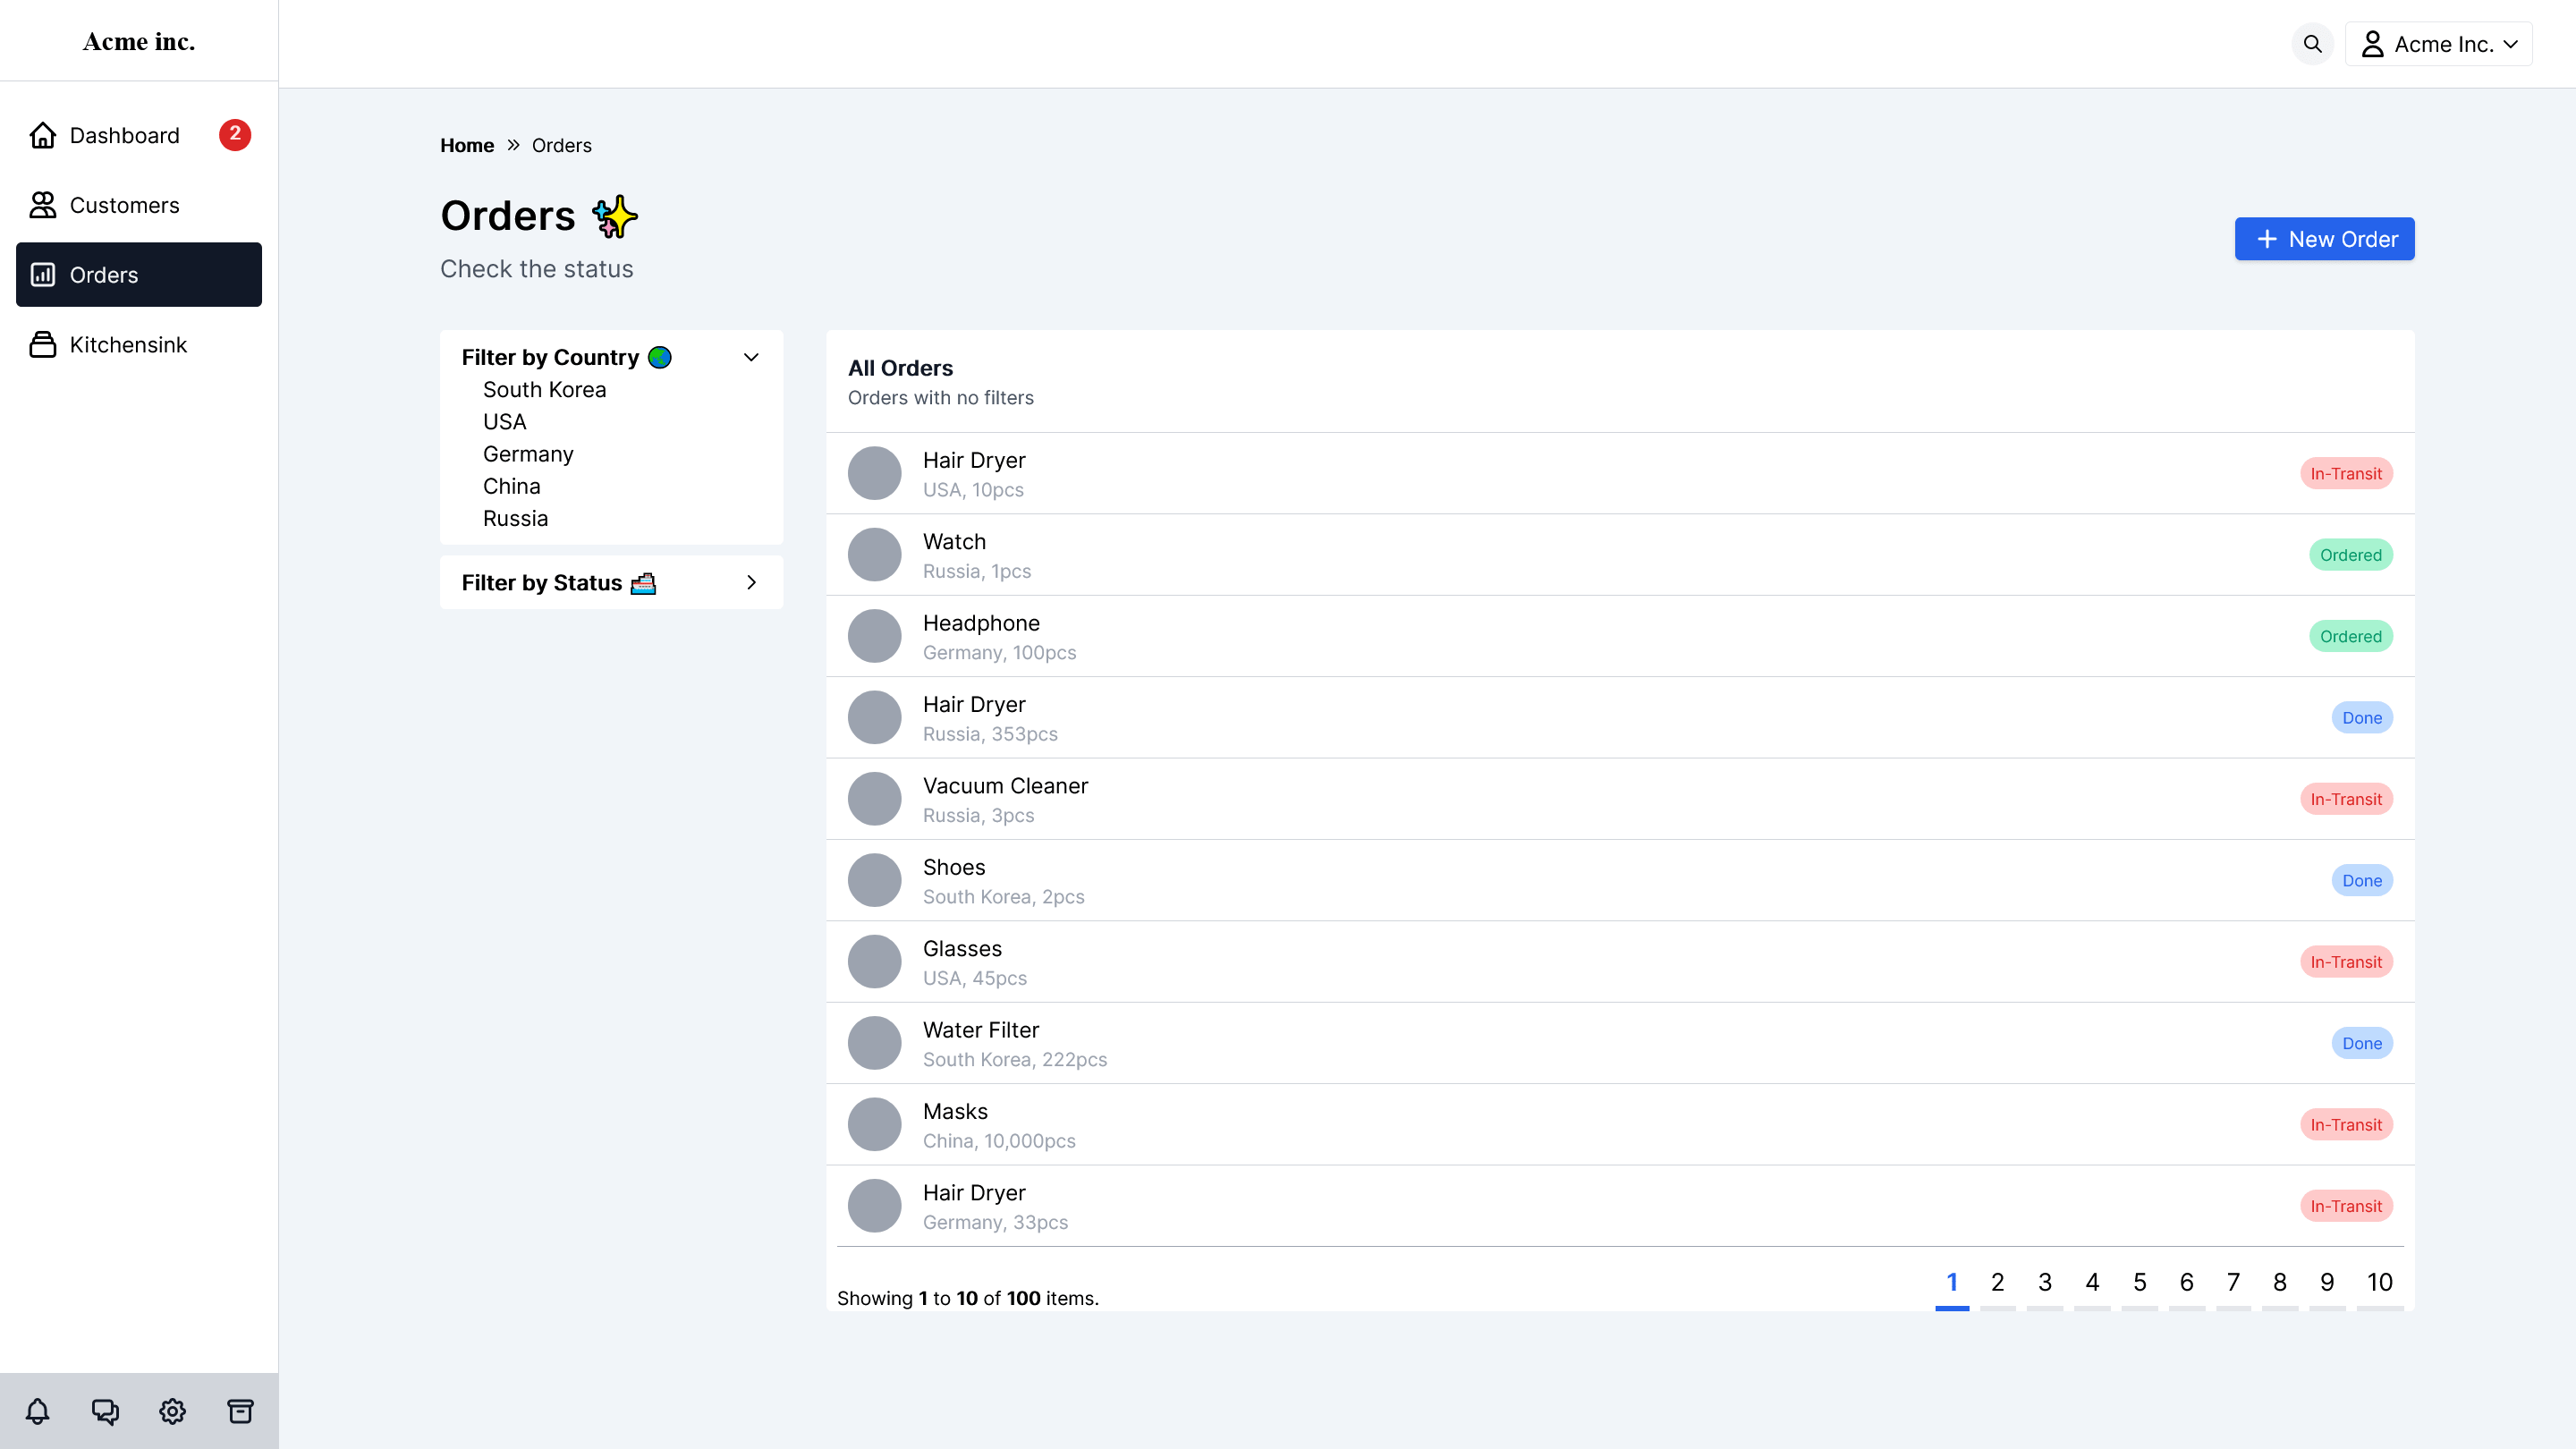 Acme inc.
Acme Inc.
Dashboard 2
Customers
Orders
Kitchensink
Home » Orders
Orders
Check the status
New Order
Filter by Country
South Korea
USA
Germany
China
Russia
Filter by Status
All Orders
Orders with no filters
Hair Dryer
USA, 10pcs
In-Transit
Watch
Russia, 1pcs
Ordered
Headphone
Germany, 100pcs
Ordered
Hair Dryer
Russia, 353pcs
Done
Vacuum Cleaner
Russia, 3pcs
In-Transit
Shoes
South Korea, 2pcs
Done
Glasses
USA, 45pcs
In-Transit
Water Filter
South Korea, 222pcs
Done
Masks
China, 10,000pcs
In-Transit
Hair Dryer
Germany, 33pcs
In-Transit
Showing 1 to 10 of 100 items.
1 2 3 4 5 6 7 8 9 10